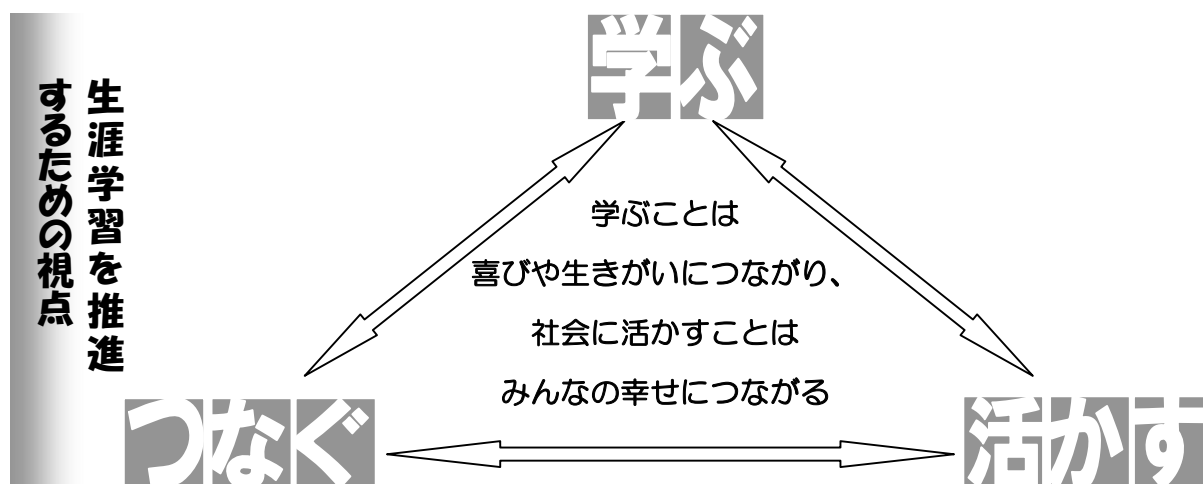 生涯学習を推進
するための視点
学ぶ
学ぶことは
喜びや生きがいにつながり、
社会に活かすことは
みんなの幸せにつながる
つなぐ
活かす